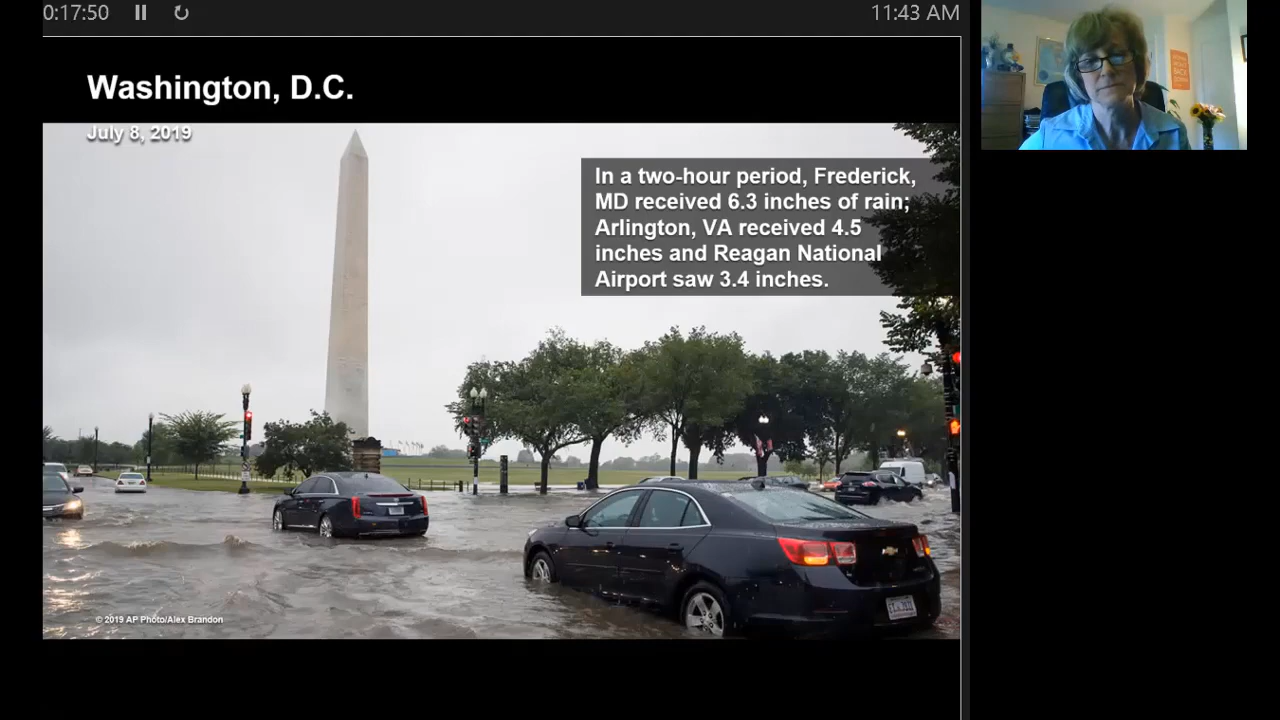 0:17:50
11:43 AM
Washington, D.C.
July 8, 2019
In a two-hour period, Frederick,
MD received 6.3 inches of rain;
Arlington, VA received 4.5
inches and Reagan National
Airport saw 3.4 inches.
© 2019 AP Photo/Alex Brandon
BACK